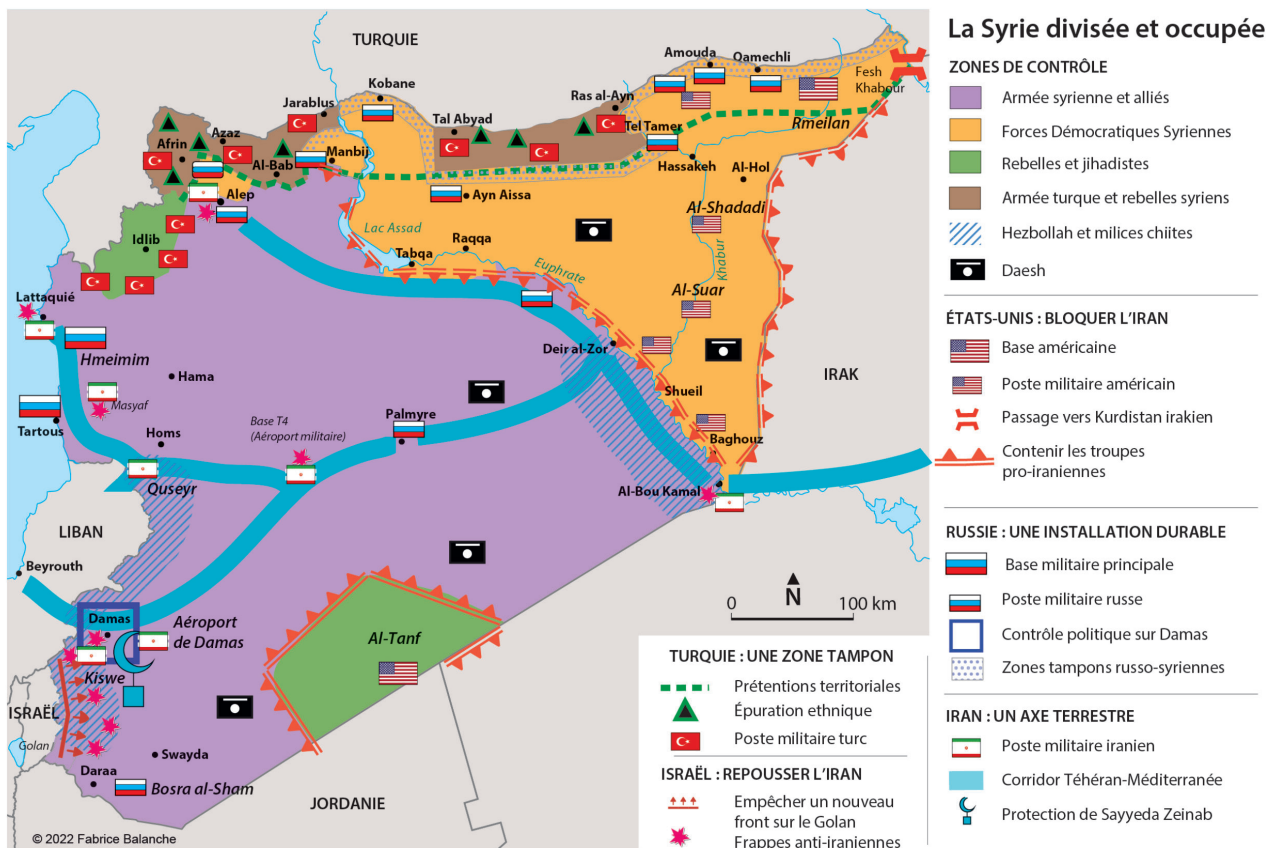 La Syrie divisée et occupée
ZONES DE CONTRÔLE
Armée syrienne et alliés
Forces Démocratiques Syriennes
Rebelles et jihadistes
Armée turque et rebelles syriens
Hezbollah et milices chiites
Daesh
ÉTATS-UNIS : BLOQUER L'IRAN
Base américaine
Poste militaire américain
Passage vers Kurdistan irakien
Contenir les troupes
pro-iraniennes
RUSSIE : UNE INSTALLATION DURABLE
Base militaire principale
Poste militaire russe
Contrôle politique sur Damas
Zones tampons russo-syriennes
IRAN : UN AXE TERRESTRE
Poste militaire iranien
Corridor Téhéran-Méditerranée
Protection de Sayyeda Zeinab
TURQUIE : UNE ZONE TAMPON
Prétentions territoriales
Épuration ethnique
Poste militaire turc
ISRAËL : REPOUSSER L'IRAN
Empêcher un nouveau
front sur le Golan
Frappes anti-iraniennes
TURQUIE
Kobane
Amouda
Qamechli
Fesh
Khabour
Jarablus
Ras al-Ayn
Rmeilan
Azaz
Tal Abyad
Tel Tamer
Afrin
Al-Bab
Manbij
Hassakeh
Al-Hol
Alep
Ayn Aissa
Al-Shadadi
Idlib
Lac Assad
Raqqa
Tabqa
Khabur
Euphrate
Al-Suar
Lattaquié
Hmeimim
Deir al-Zor
IRAK
Hama
Masyaf
Shueil
Tartous
Homs
Base T4
(Aéroport militaire)
Palmyre
Baghouz
Quseyr
Al-Bou Kamal
LIBAN
Beyrouth
N
0 100 km
Damas
Aéroport
de Damas
Al-Tanf
Kiswe
ISRAËL
Golan
Swayda
Daraa
Bosra al-Sham
JORDANIE
© 2022 Fabrice Balanche